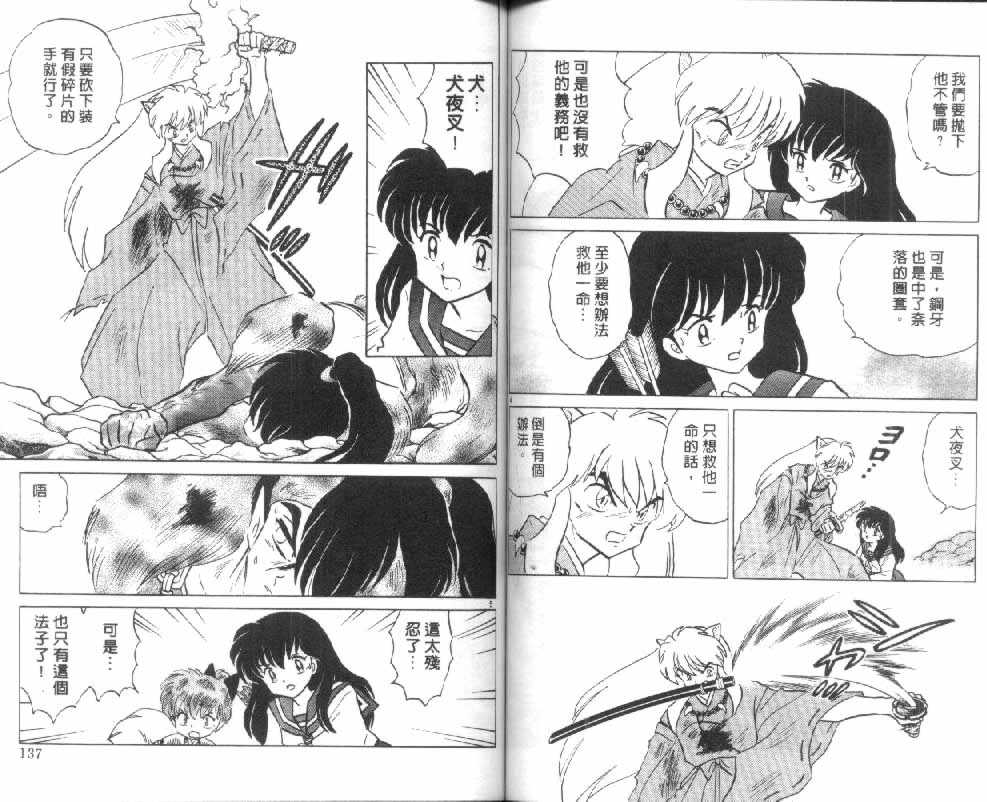 我們要拋下
他不管嗎？
可是也沒有救
他的義務吧！
可是，鋼牙
也是中了奈
落的圈套。
至少要想辦法
救他一命…
犬夜叉…
ヨロ…
只想救他一
命的話，
倒是有個
辦法。
犬…
犬夜叉！
只要砍下裝
有假碎片的
手就行了。
唔…
這太殘
忍了…
可是…
也只有這個
法子了！
137